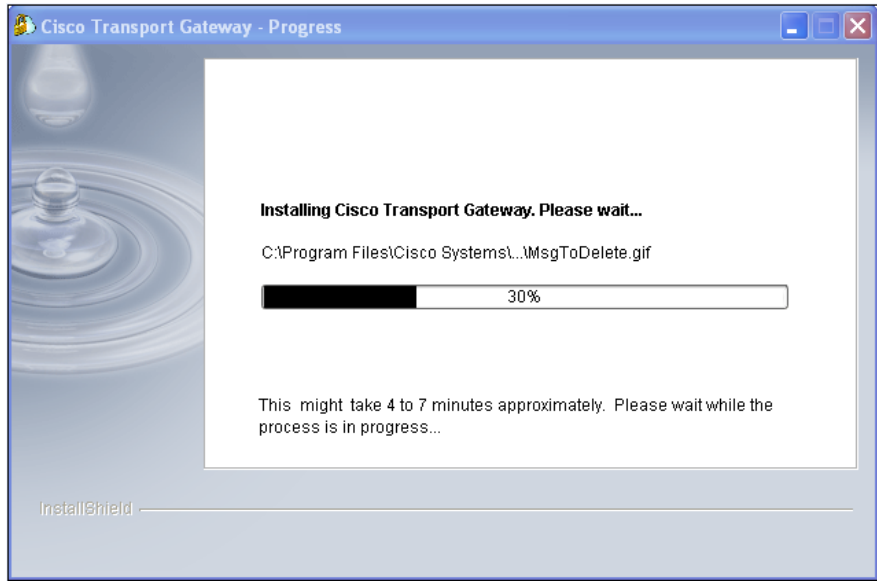 Cisco Transport Gateway - Progress
Installing Cisco Transport Gateway. Please wait...
C:\Program Files\Cisco Systems\...\MsgToDelete.gif
30%
This might take 4 to 7 minutes approximately. Please wait while the
process is in progress...
InstallShield